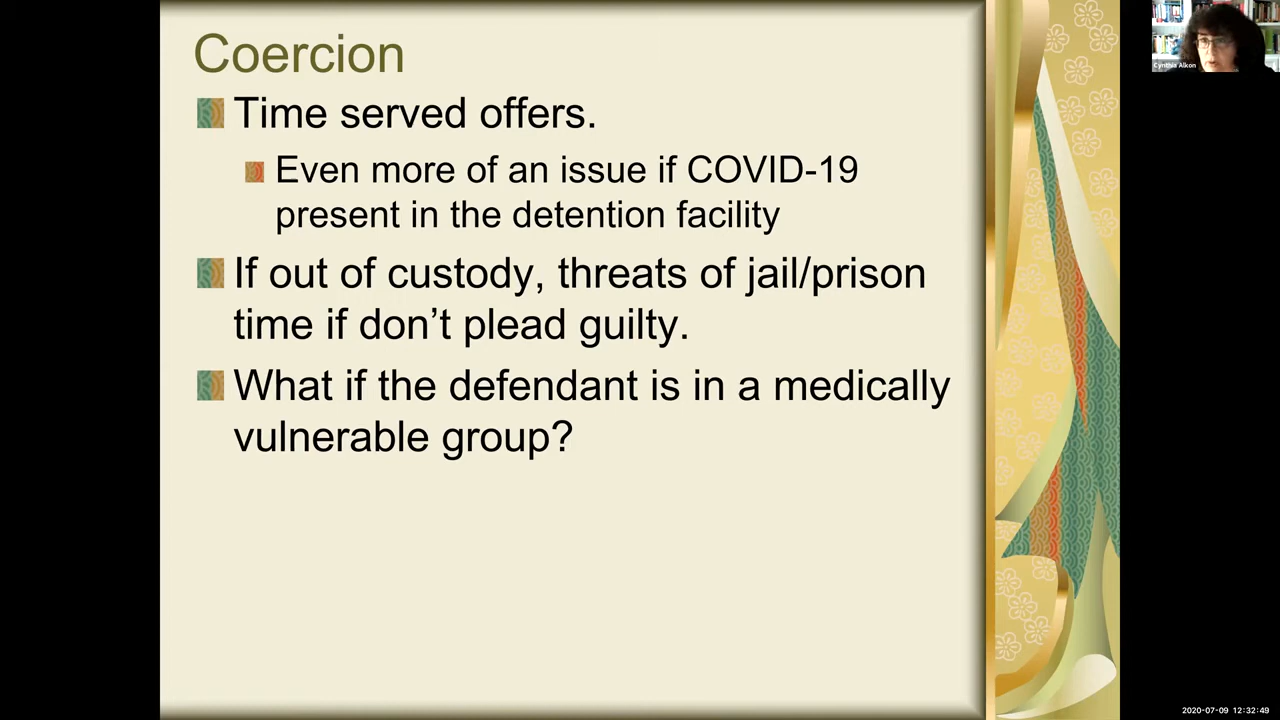 Coercion
Time served offers.
Even more of an issue if COVID-19
present in the detention facility
If out of custody, threats of jail/prison
time if don’t plead guilty.
What if the defendant is in a medically
vulnerable group?
Cynthia Alkon
2020-07-09 12:32:49